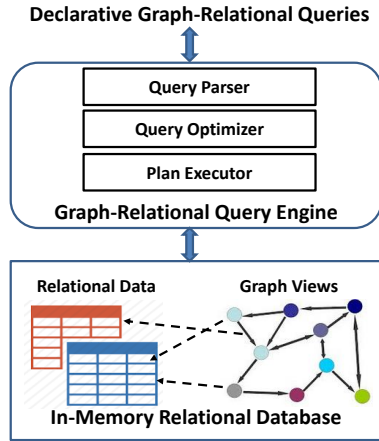 Declarative Graph-Relational Queries
Query Parser
Query Optimizer
Plan Executor
Graph-Relational Query Engine
Relational Data
Graph Views
In-Memory Relational Database